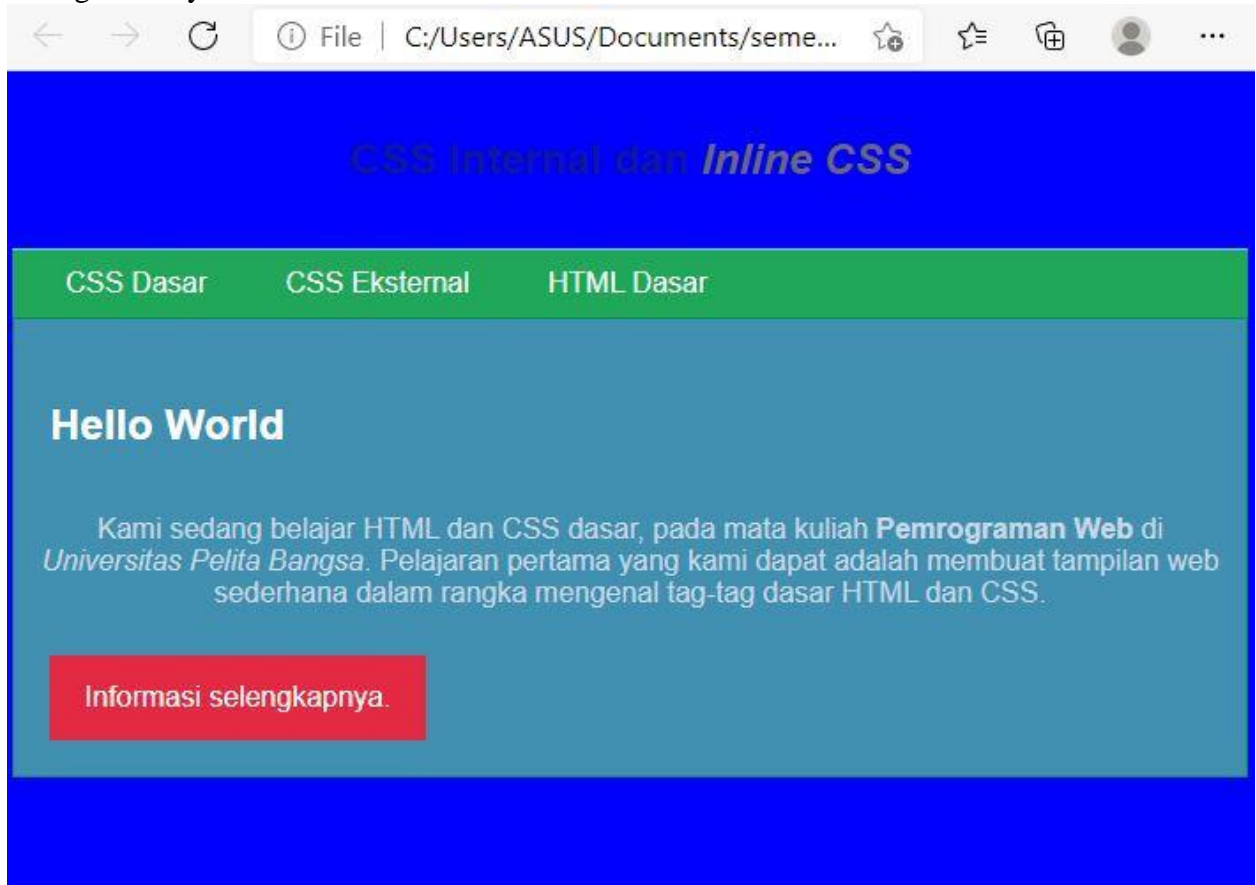 File | C:/Users/ASUS/Documents/seme...
CSS Internal dan Inline CSS
CSS Dasar CSS Eksternal HTML Dasar
Hello World
Kami sedang belajar HTML dan CSS dasar, pada mata kuliah Pemrograman Web di
Universitas Pelita Bangsa. Pelajaran pertama yang kami dapat adalah membuat tampilan web
sederhana dalam rangka mengenal tag-tag dasar HTML dan CSS.
Informasi selengkapnya.